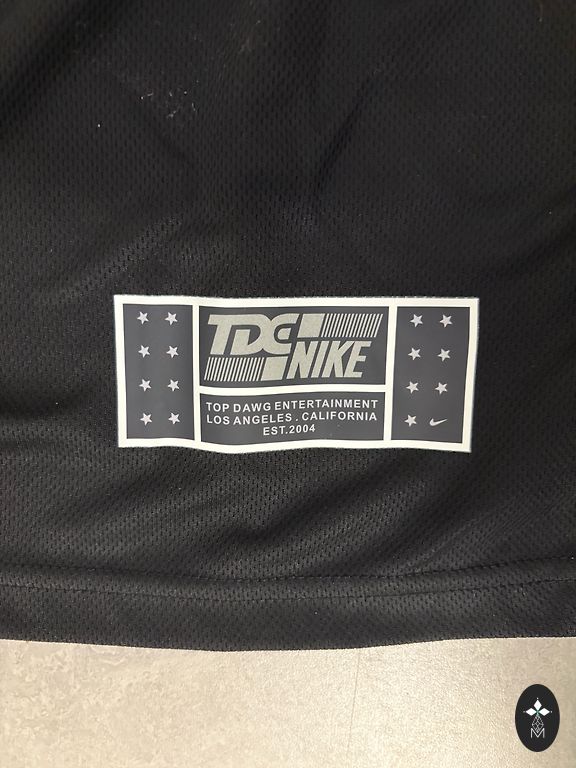 TDE
NIKE
TOP DAWG ENTERTAINMENT
LOS ANGELES . CALIFORNIA
EST.2004
M